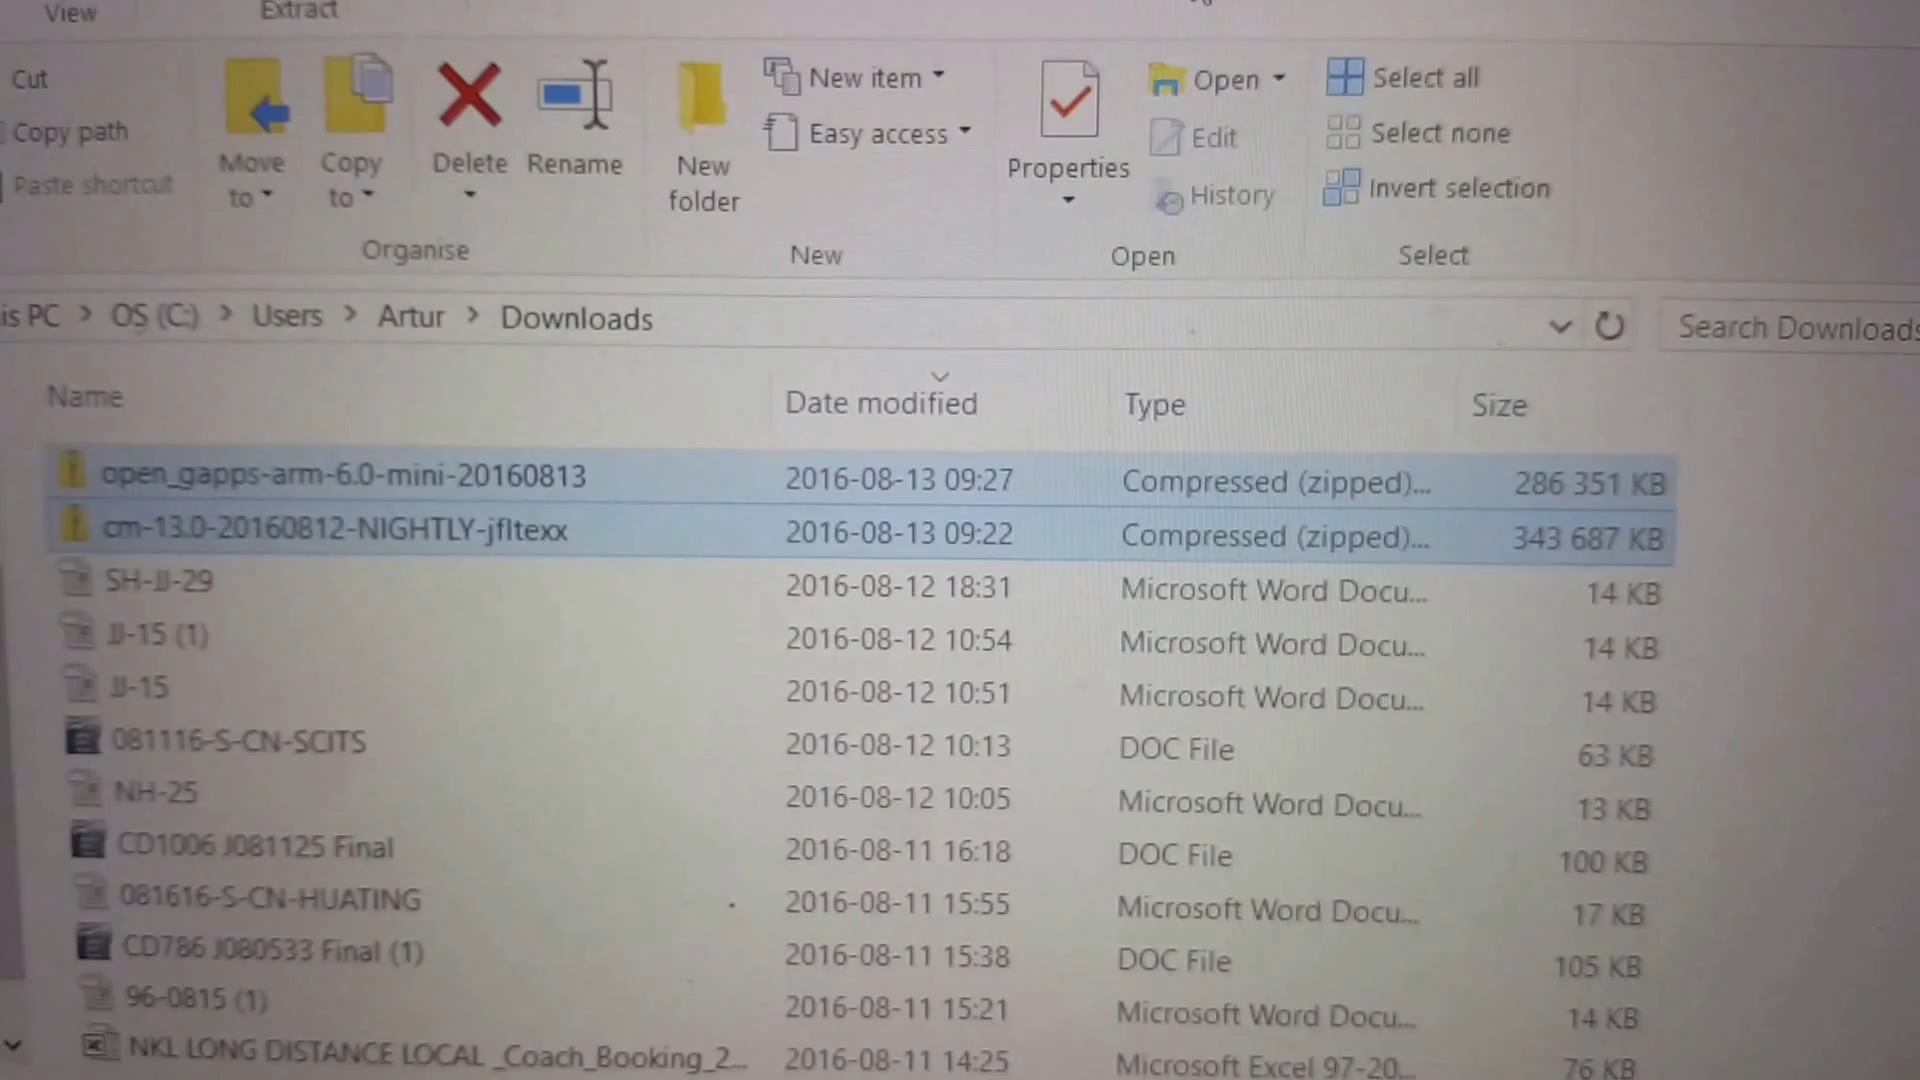 View Extract
Cut
Copy path
Paste shortcut
Move to
Copy to
Delete
Rename
New folder
New item
Easy access
Properties
Open
Edit
History
Select all
Select none
Invert selection
Organise New Open Select
is PC > OS (C:) > Users > Artur > Downloads
Search Downloads
Name Date modified Type Size
open_gapps-arm-6.0-mini-20160813 2016-08-13 09:27 Compressed (zipped)... 286 351 KB
cm-13.0-20160812-NIGHTLY-jfltexx 2016-08-13 09:22 Compressed (zipped)... 343 687 KB
SH-JJ-29 2016-08-12 18:31 Microsoft Word Docu... 14 KB
JJ-15 (1) 2016-08-12 10:54 Microsoft Word Docu... 14 KB
JJ-15 2016-08-12 10:51 Microsoft Word Docu... 14 KB
081116-S-CN-SCITS 2016-08-12 10:13 DOC File 63 KB
NH-25 2016-08-12 10:05 Microsoft Word Docu... 13 KB
CD1006 J081125 Final 2016-08-11 16:18 DOC File 100 KB
081616-S-CN-HUATING 2016-08-11 15:55 Microsoft Word Docu... 17 KB
CD786 J080533 Final (1) 2016-08-11 15:38 DOC File 105 KB
96-0815 (1) 2016-08-11 15:21 Microsoft Word Docu... 14 KB
NKL LONG DISTANCE LOCAL _Coach_Booking_2... 2016-08-11 14:25 Microsoft Excel 97-20... 76 KB